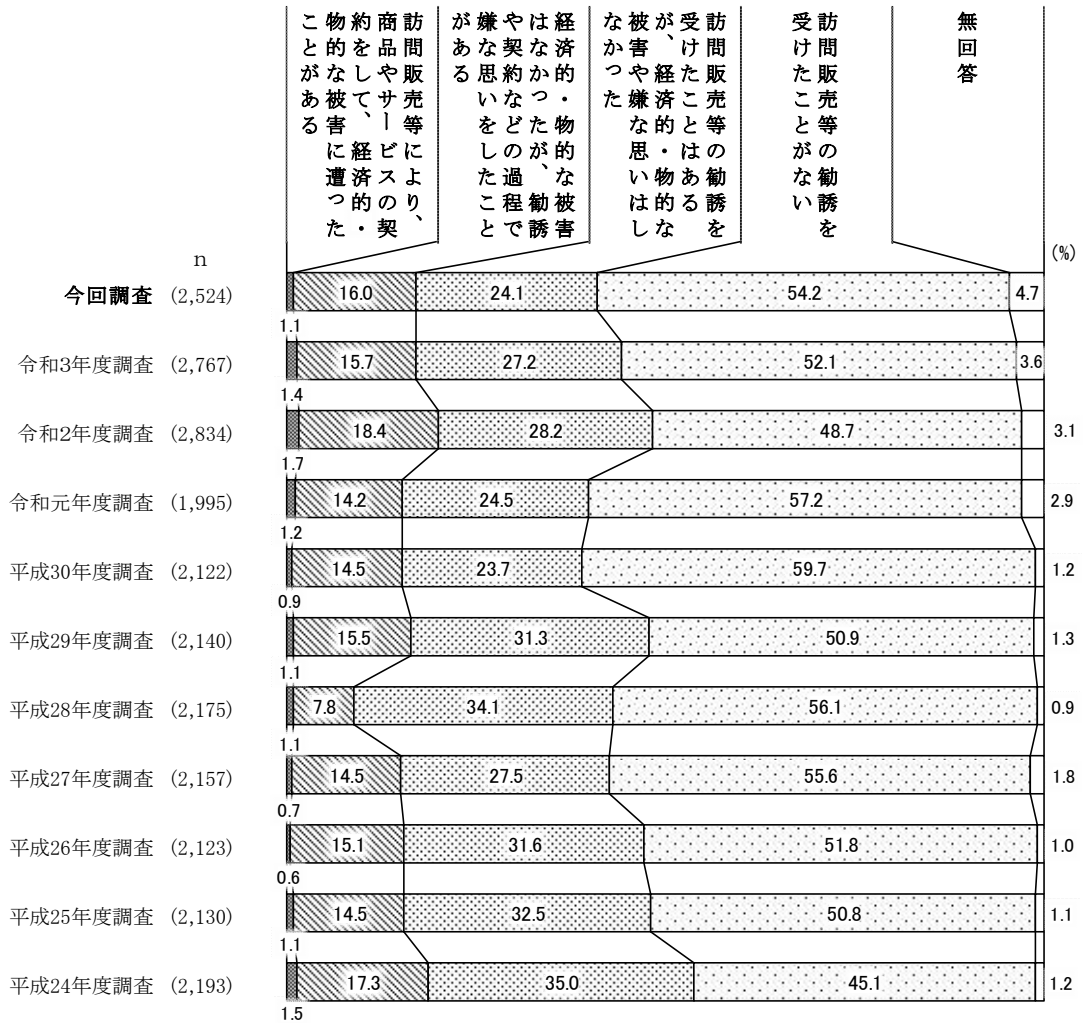 訪問販売等により、
商品やサービスの契
約をして、経済的・
物的な被害に遭った
ことがある
経済的・物的な被害
はなかったが、勧誘
や契約などの過程で
嫌な思いをしたこと
がある
訪問販売等の勧誘を
受けたことはある
が、経済的・物的な
被害や嫌な思いはし
なかった
訪問販売等の勧誘を
受けたことがない
無回答
n
(%)
今回調査 (2,524) 16.0 24.1 54.2 4.7
1.1
令和3年度調査 (2,767) 15.7 27.2 52.1 3.6
1.4
令和2年度調査 (2,834) 18.4 28.2 48.7 3.1
1.7
令和元年度調査 (1,995) 14.2 24.5 57.2 2.9
1.2
平成30年度調査 (2,122) 14.5 23.7 59.7 1.2
0.9
平成29年度調査 (2,140) 15.5 31.3 50.9 1.3
1.1
平成28年度調査 (2,175) 7.8 34.1 56.1 0.9
1.1
平成27年度調査 (2,157) 14.5 27.5 55.6 1.8
0.7
平成26年度調査 (2,123) 15.1 31.6 51.8 1.0
0.6
平成25年度調査 (2,130) 14.5 32.5 50.8 1.1
1.1
平成24年度調査 (2,193) 17.3 35.0 45.1 1.2
1.5